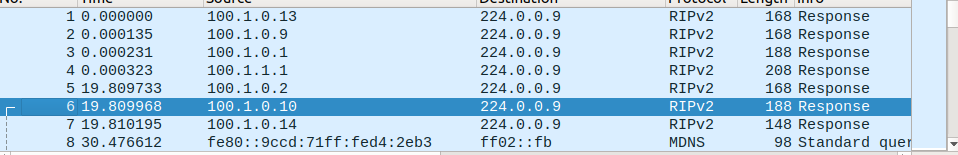 No. Time Source Destination Protocol Length Info
1 0.000000 100.1.0.13 224.0.0.9 RIPv2 168 Response
2 0.000135 100.1.0.9 224.0.0.9 RIPv2 168 Response
3 0.000231 100.1.0.1 224.0.0.9 RIPv2 188 Response
4 0.000323 100.1.1.1 224.0.0.9 RIPv2 208 Response
5 19.809733 100.1.0.2 224.0.0.9 RIPv2 168 Response
6 19.809968 100.1.0.10 224.0.0.9 RIPv2 188 Response
7 19.810195 100.1.0.14 224.0.0.9 RIPv2 148 Response
8 30.476612 fe80::9ccd:71ff:fed4:2eb3 ff02::fb MDNS 98 Standard quer